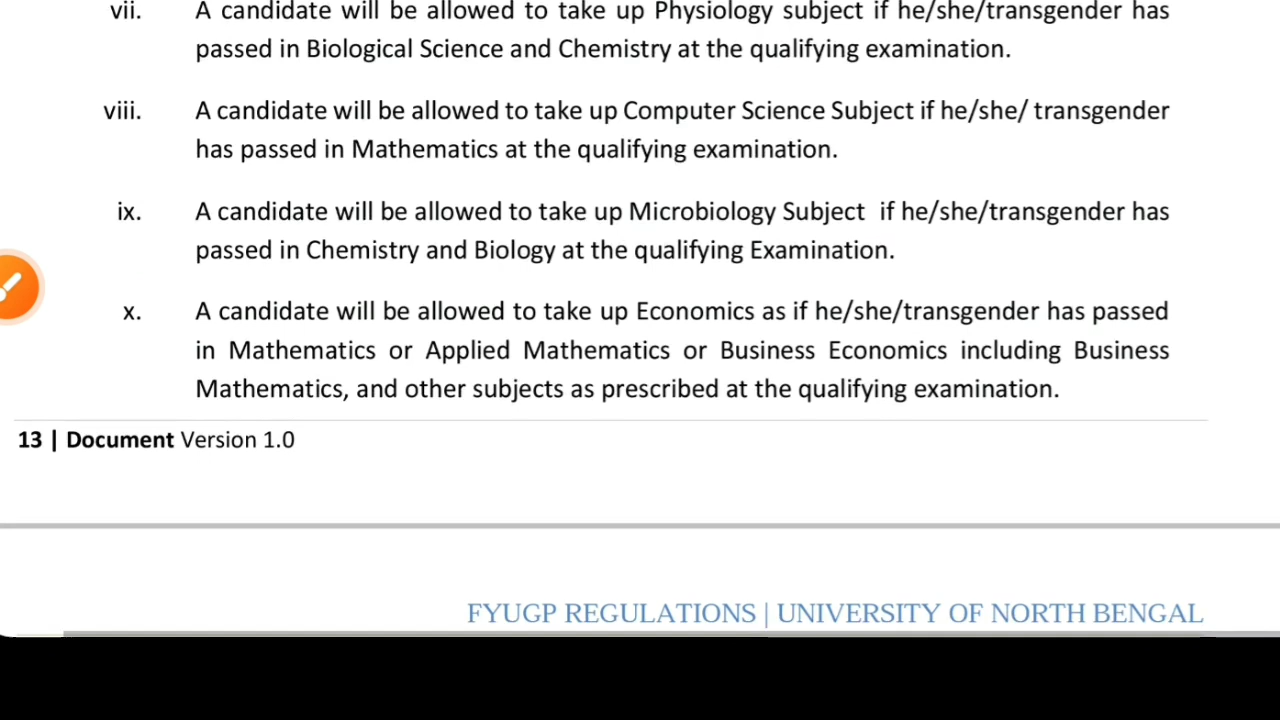 vii. A candidate will be allowed to take up Physiology subject if he/she/transgender has
passed in Biological Science and Chemistry at the qualifying examination.
viii. A candidate will be allowed to take up Computer Science Subject if he/she/ transgender
has passed in Mathematics at the qualifying examination.
ix. A candidate will be allowed to take up Microbiology Subject if he/she/transgender has
passed in Chemistry and Biology at the qualifying Examination.
x. A candidate will be allowed to take up Economics as if he/she/transgender has passed
in Mathematics or Applied Mathematics or Business Economics including Business
Mathematics, and other subjects as prescribed at the qualifying examination.
13 | Document Version 1.0
FYUGP REGULATIONS | UNIVERSITY OF NORTH BENGAL